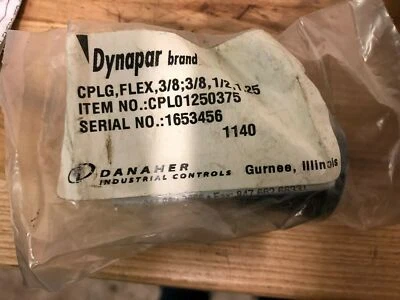 Dynapar brand
CPLG,FLEX,3/8;3/8,1/2,1.25
ITEM NO.:CPL01250375
SERIAL NO.:1653456
1140
DANAHER Gurnee, Illinois
INDUSTRIAL CONTROLS